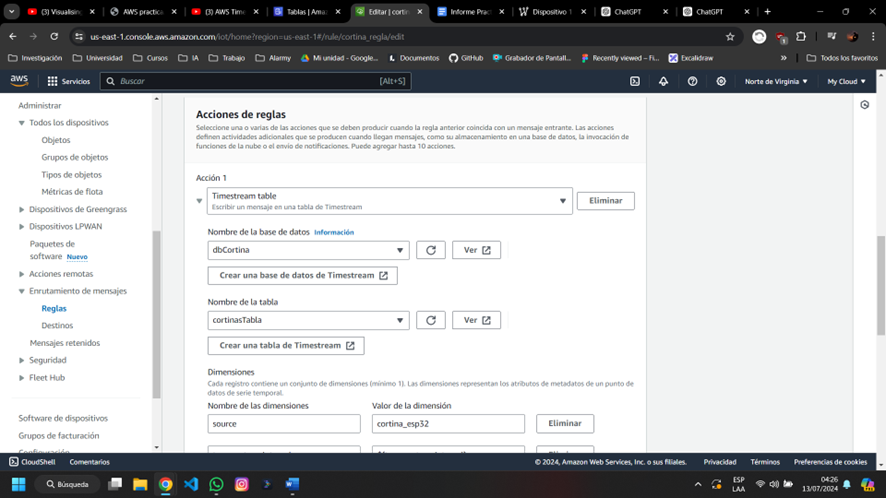 (3) Visualising
AWS practica
(3) AWS Time
Tablas | Amaz
Editar | cortin
Informe Prac
Dispositivo 1
ChatGPT
ChatGPT
us-east-1.console.aws.amazon.com/iot/home?region=us-east-1#/rule/cortina_regla/edit
Investigación
Universidad
Cursos
IA
Trabajo
Alarmy
Mi unidad - Google...
Documentos
GitHub
Grabador de Pantall...
Recently viewed – Fi...
Excalidraw
Todos los favoritos
aws
Servicios
Buscar
[Alt+S]
Norte de Virginia
My Cloud
Administrar
Todos los dispositivos
Objetos
Grupos de objetos
Tipos de objetos
Métricas de flota
Dispositivos de Greengrass
Dispositivos LPWAN
Paquetes de
software Nuevo
Acciones remotas
Enrutamiento de mensajes
Reglas
Destinos
Mensajes retenidos
Seguridad
Fleet Hub
Software de dispositivos
Grupos de facturación
Configuración
Acciones de reglas
Seleccione una o varias de las acciones que se deben producir cuando la regla anterior coincida con un mensaje entrante. Las acciones
definen actividades adicionales que se producen cuando llegan mensajes, como su almacenamiento en una base de datos, la invocación de
funciones de la nube o el envío de notificaciones. Puede agregar hasta 10 acciones.
Acción 1
Timestream table
Escribir un mensaje en una tabla de Timestream
Eliminar
Nombre de la base de datos Información
dbCortina
Ver
Crear una base de datos de Timestream
Nombre de la tabla
cortinasTabla
Ver
Crear una tabla de Timestream
Dimensiones
Cada registro contiene un conjunto de dimensiones (mínimo 1). Las dimensiones representan los atributos de metadatos de un punto de
datos de serie temporal.
Nombre de las dimensiones
Valor de la dimensión
source
cortina_esp32
Eliminar
CloudShell
Comentarios
© 2024, Amazon Web Services, Inc. o sus filiales.
Privacidad
Términos
Preferencias de cookies
Búsqueda
ESP
LAA
04:26
13/07/2024